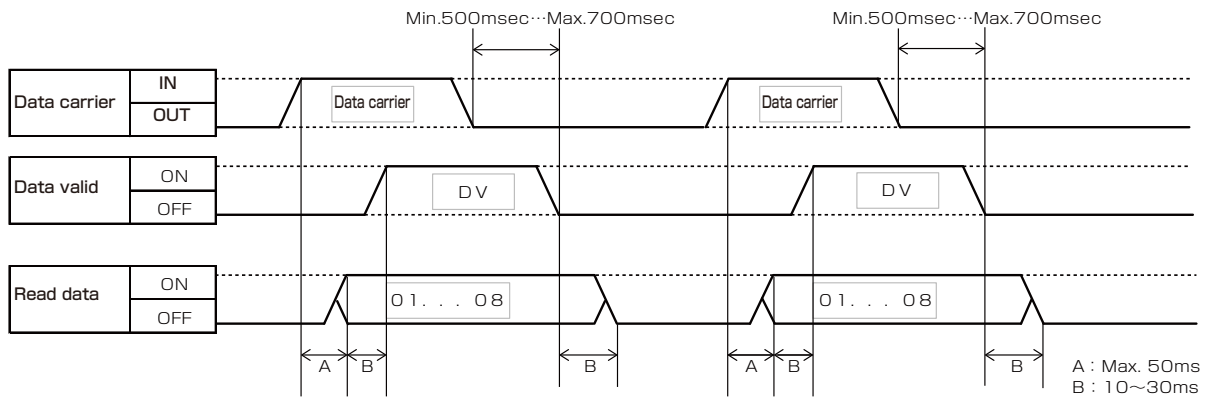 Min.500msec…Max.700msec Min.500msec…Max.700msec
Data carrier IN Data carrier Data carrier
OUT
Data valid ON DV DV
OFF
Read data ON 01. . . 08 01. . . 08
OFF
A B B A B B
A：Max. 50ms
B：10～30ms